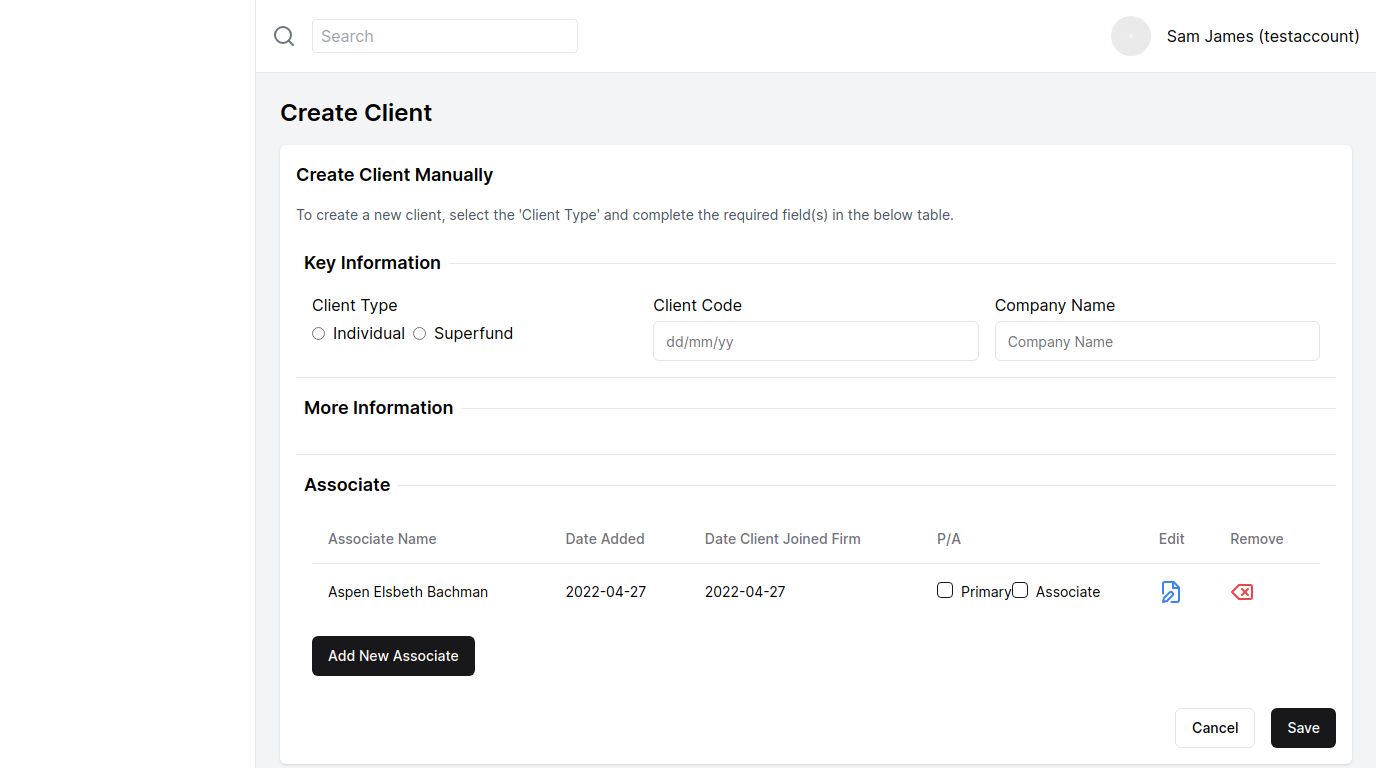 Search
Sam James (testaccount)
Create Client
Create Client Manually
To create a new client, select the 'Client Type' and complete the required field(s) in the below table.
Key Information
Client Type Client Code Company Name
Individual Superfund dd/mm/yy Company Name
More Information
Associate
Associate Name Date Added Date Client Joined Firm P/A Edit Remove
Aspen Elsbeth Bachman 2022-04-27 2022-04-27 Primary Associate
Add New Associate
Cancel Save